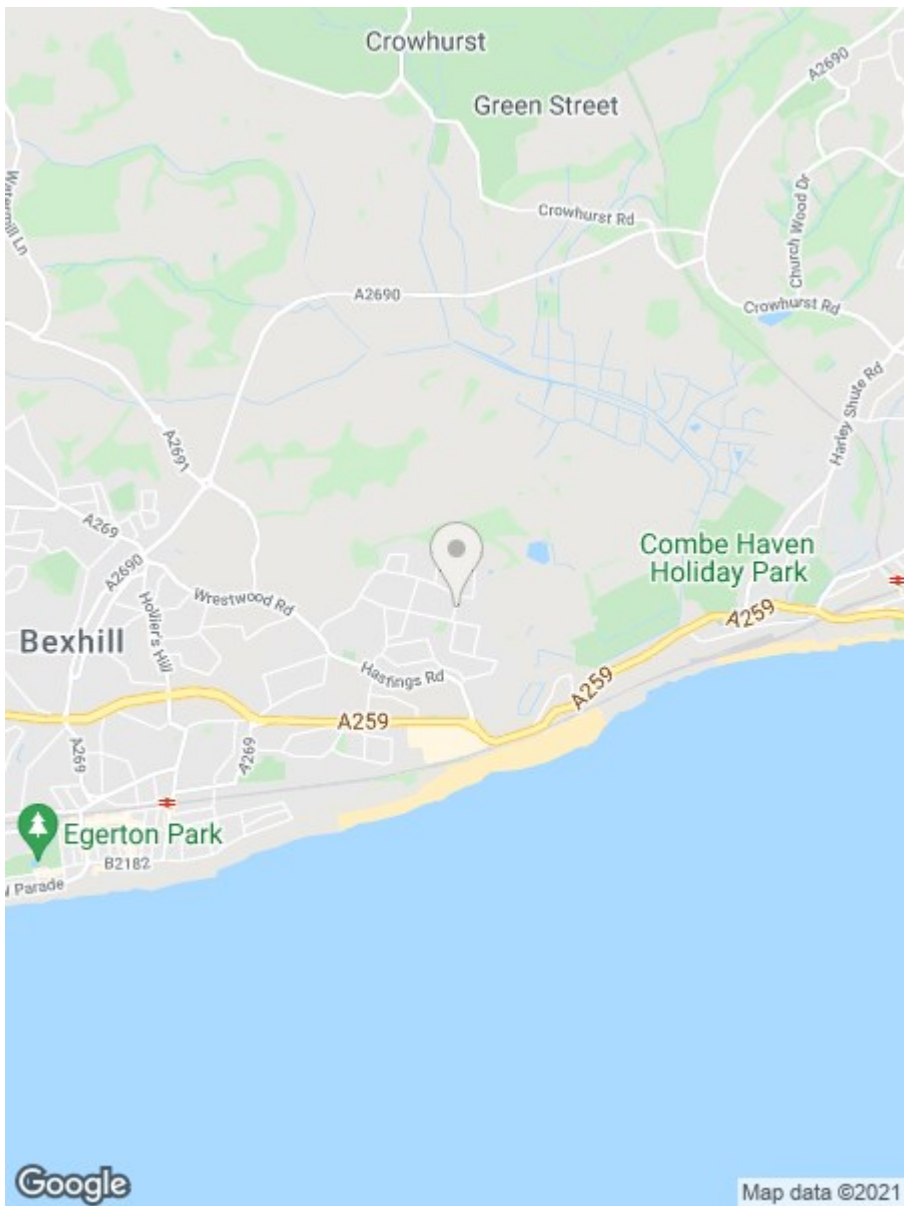 Crowhurst
A2690
Green Street
Watermill Ln
Church Wood Dr
Crowhurst Rd
A2690
Crowhurst Rd
Harley Shute Rd
A2691
A269
A2690
Combe Haven
Holiday Park
Wrestwood Rd
Bexhill
Holliers Hill
A259
Hastings Rd
A259
A259
A269
A269
Egerton Park
B2182
Parade
Google
Map data ©2021